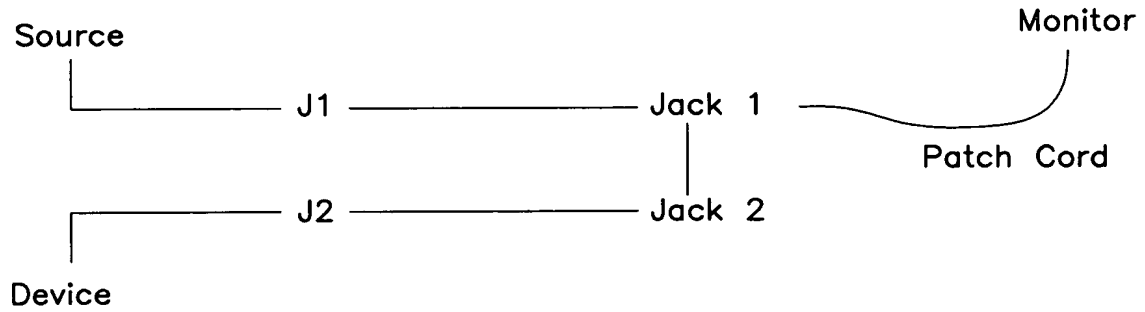 Source
Monitor
J1
Jack 1
Patch Cord
J2
Jack 2
Device